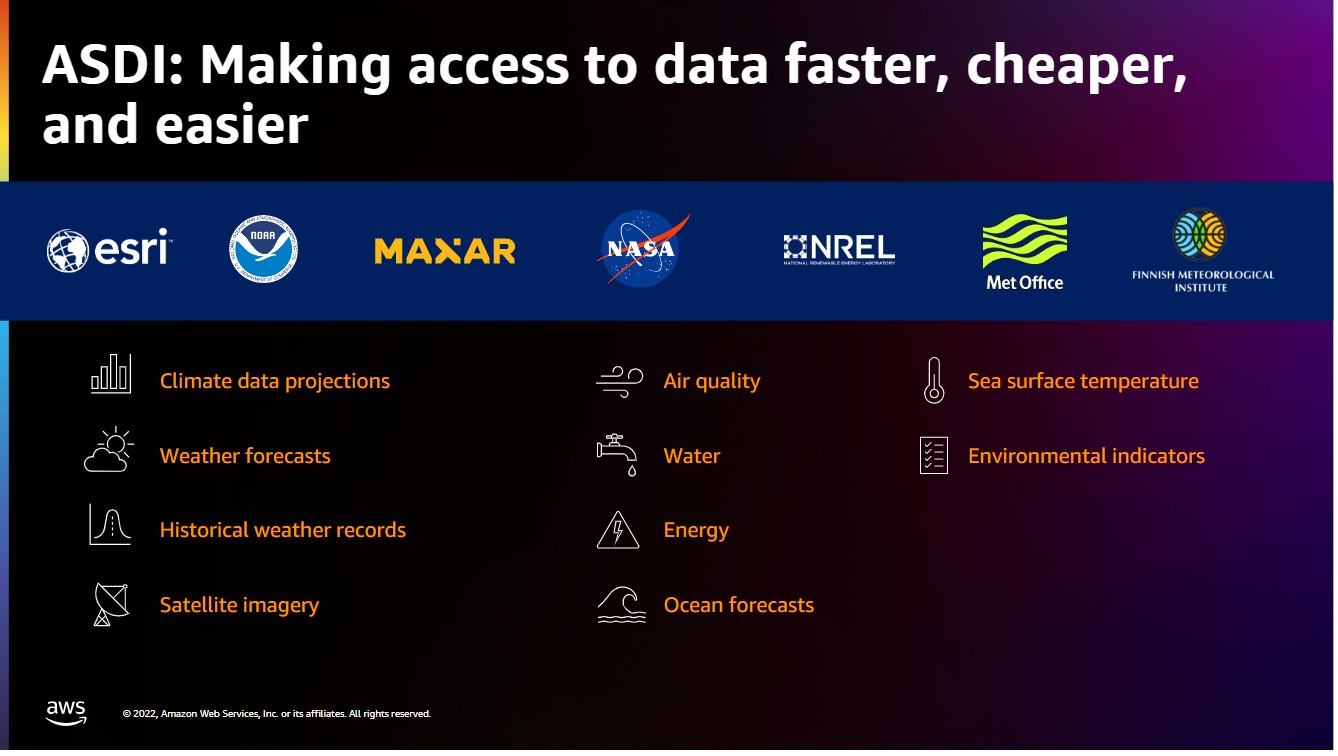 ASDI: Making access to data faster, cheaper,
and easier
esri
NOAA
MAXAR
NASA
NREL
NATIONAL RENEWABLE ENERGY LABORATORY
Met Office
FINNISH METEOROLOGICAL
INSTITUTE
Climate data projections
Weather forecasts
Historical weather records
Satellite imagery
Air quality
Water
Energy
Ocean forecasts
Sea surface temperature
Environmental indicators
aws
© 2022, Amazon Web Services, Inc. or its affiliates. All rights reserved.